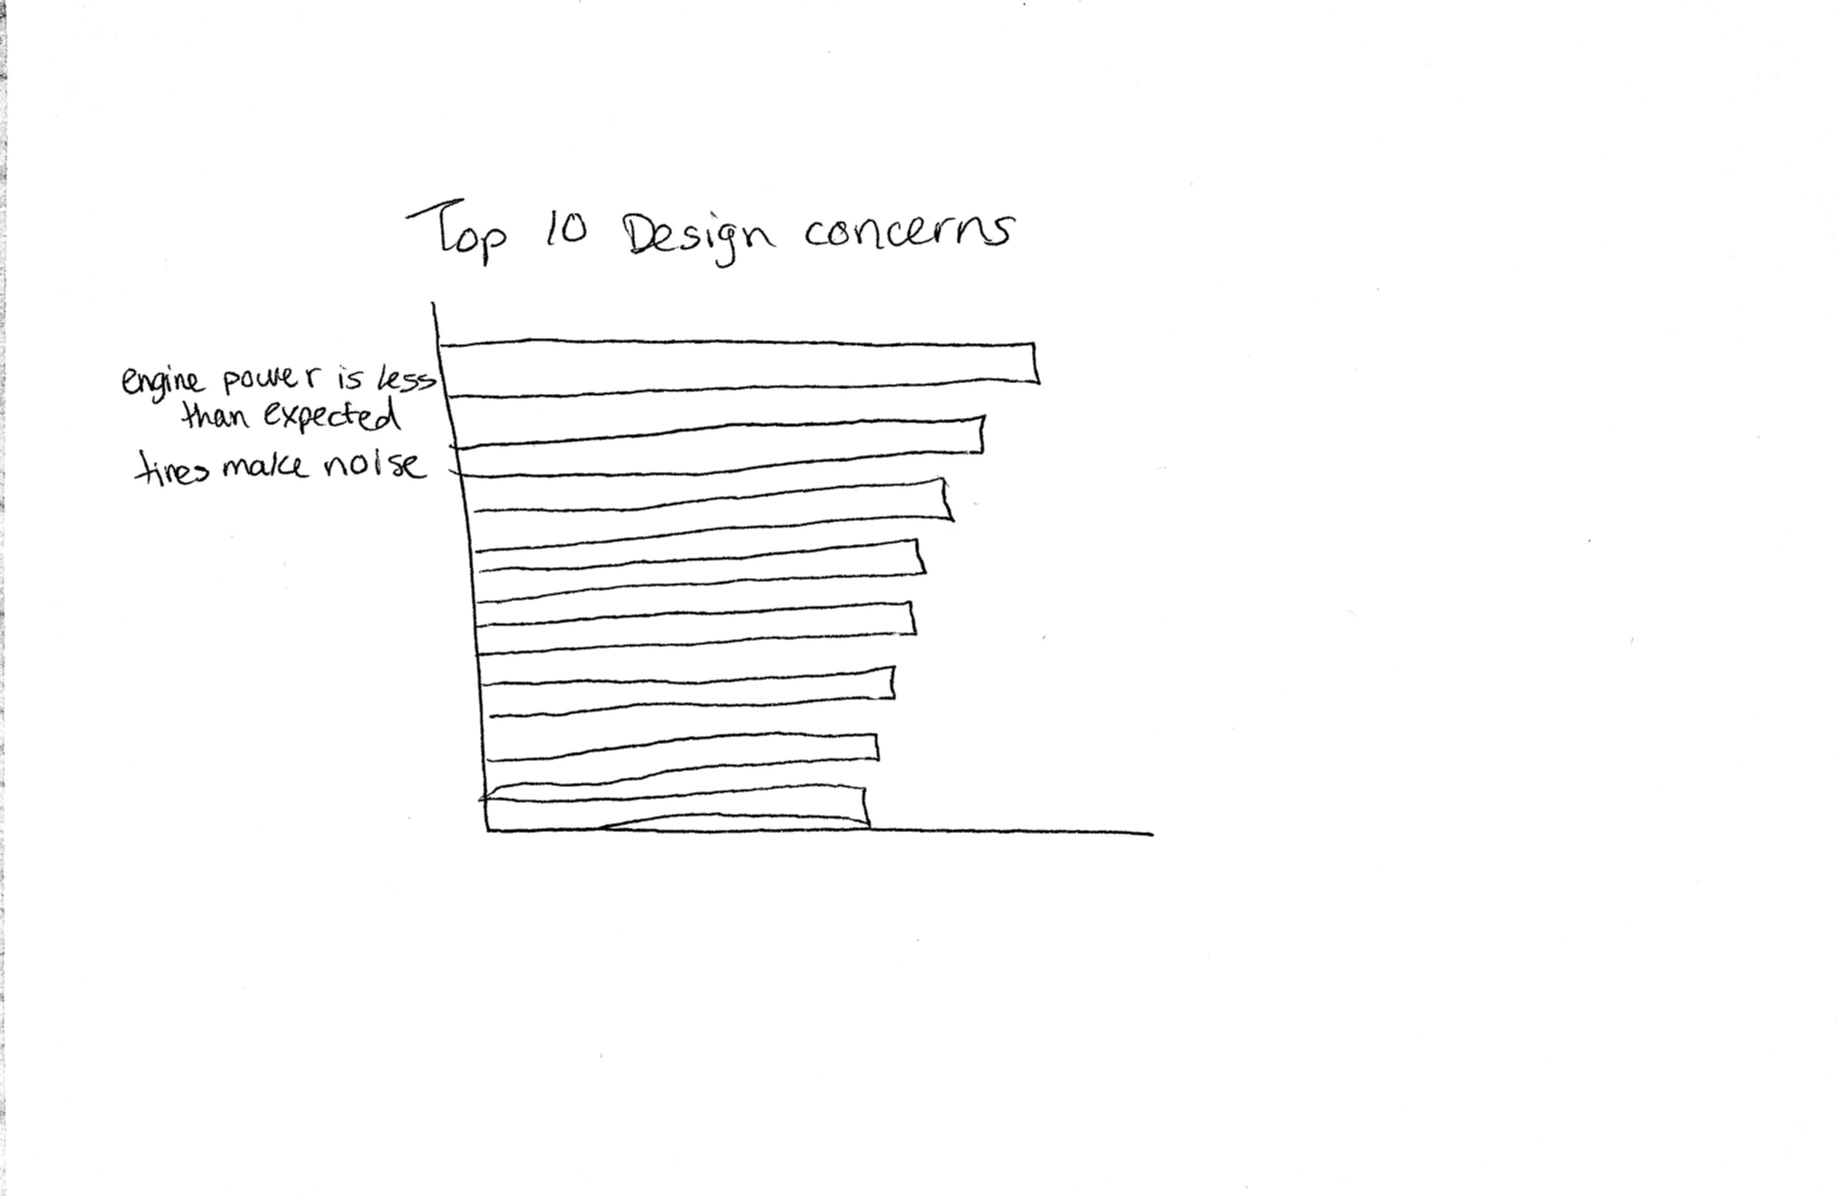 Top 10 Design concerns
engine power is less
than expected
tires make noise